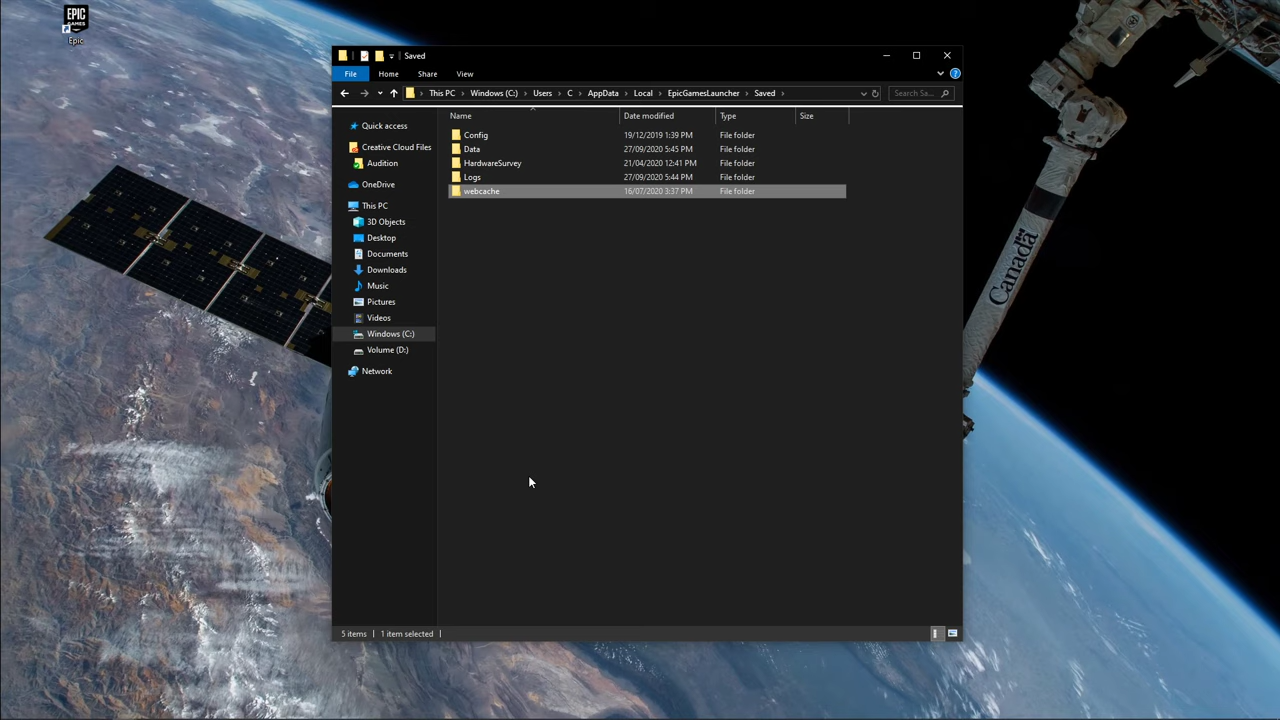 EPIC
GAMES
Epic
Saved
File Home Share View
This PC Windows (C:) Users C AppData Local EpicGamesLauncher Saved
Search Sa...
Name Date modified Type Size
Config 19/12/2019 1:39 PM File folder
Data 27/09/2020 5:45 PM File folder
HardwareSurvey 21/04/2020 12:41 PM File folder
Logs 27/09/2020 5:44 PM File folder
webcache 16/07/2020 3:37 PM File folder
Quick access
Creative Cloud Files
Audition
OneDrive
This PC
3D Objects
Desktop
Documents
Downloads
Music
Pictures
Videos
Windows (C:)
Volume (D:)
Network
5 items 1 item selected
Canada